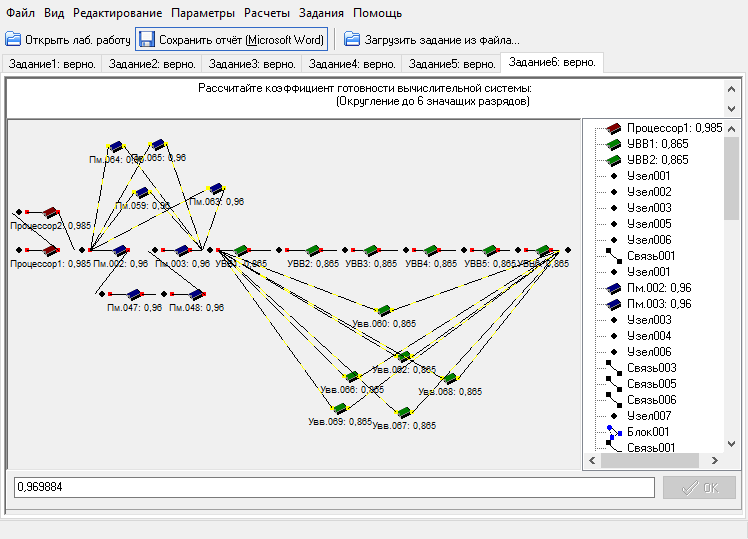 Файл Вид Редактирование Параметры Расчеты Задания Помощь
Открыть лаб. работу Сохранить отчёт (Microsoft Word) Загрузить задание из файла...
Задание1: верно. Задание2: верно. Задание3: верно. Задание4: верно. Задание5: верно. Задание6: верно.
Рассчитайте коэффициент готовности вычислительной системы:
(Округление до 6 значащих разрядов)
Пм.064: 0,96
Пм.065: 0,96
Пм.059: 0,96
Пм.063: 0,96
Процессор2: 0,985
Процессор1: 0,985
Пм.002: 0,96
Пм.003: 0,96
УВВ1: 0,865
УВВ2: 0,865
УВВ3: 0,865
УВВ4: 0,865
УВВ5: 0,865
Пм.047: 0,96
Пм.048: 0,96
Увв.060: 0,865
Увв.062: 0,865
Увв.066: 0,865
Увв.068: 0,865
Увв.069: 0,865
Увв.067: 0,865
Процессор1: 0,985
УВВ1: 0,865
УВВ2: 0,865
Узел001
Узел002
Узел003
Узел005
Узел006
Связь001
Узел001
Пм.002: 0,96
Пм.003: 0,96
Узел003
Узел004
Узел006
Связь003
Связь005
Связь006
Узел007
Блок001
Связь001
0,969884
OK